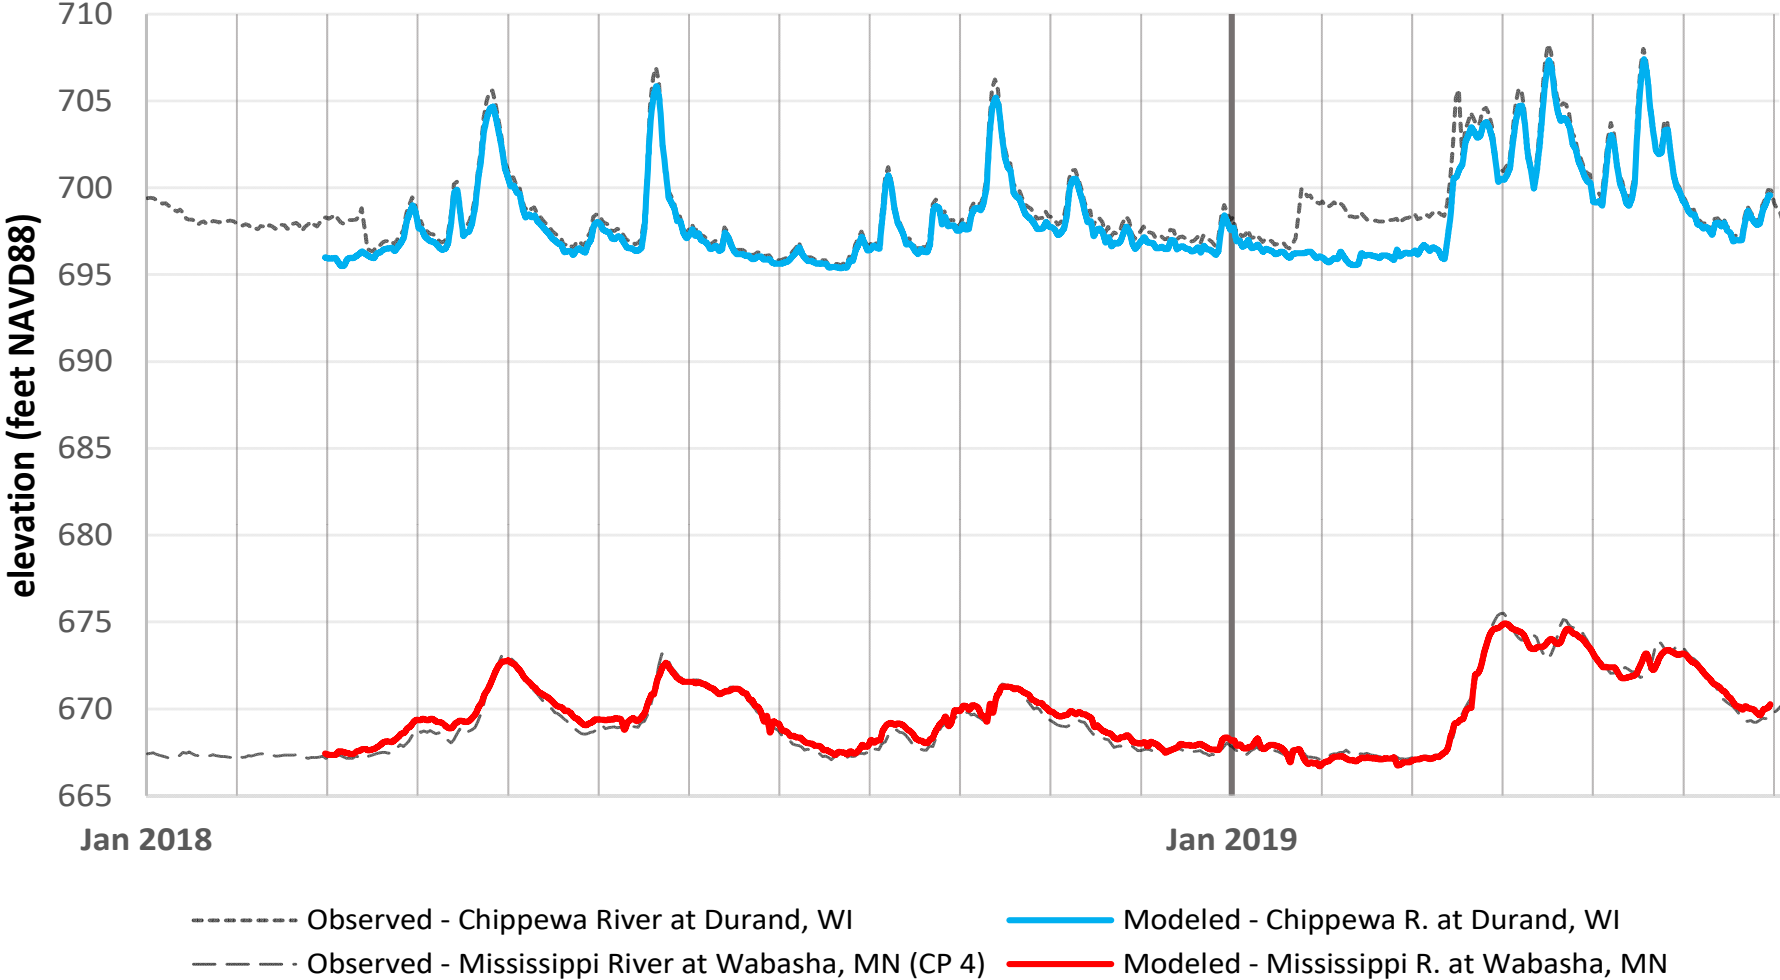 710
705
700
695
690
685
680
675
670
665
elevation (feet NAVD88)
Jan 2018
Jan 2019
Observed - Chippewa River at Durand, WI
Modeled - Chippewa R. at Durand, WI
Observed - Mississippi River at Wabasha, MN (CP 4)
Modeled - Mississippi R. at Wabasha, MN